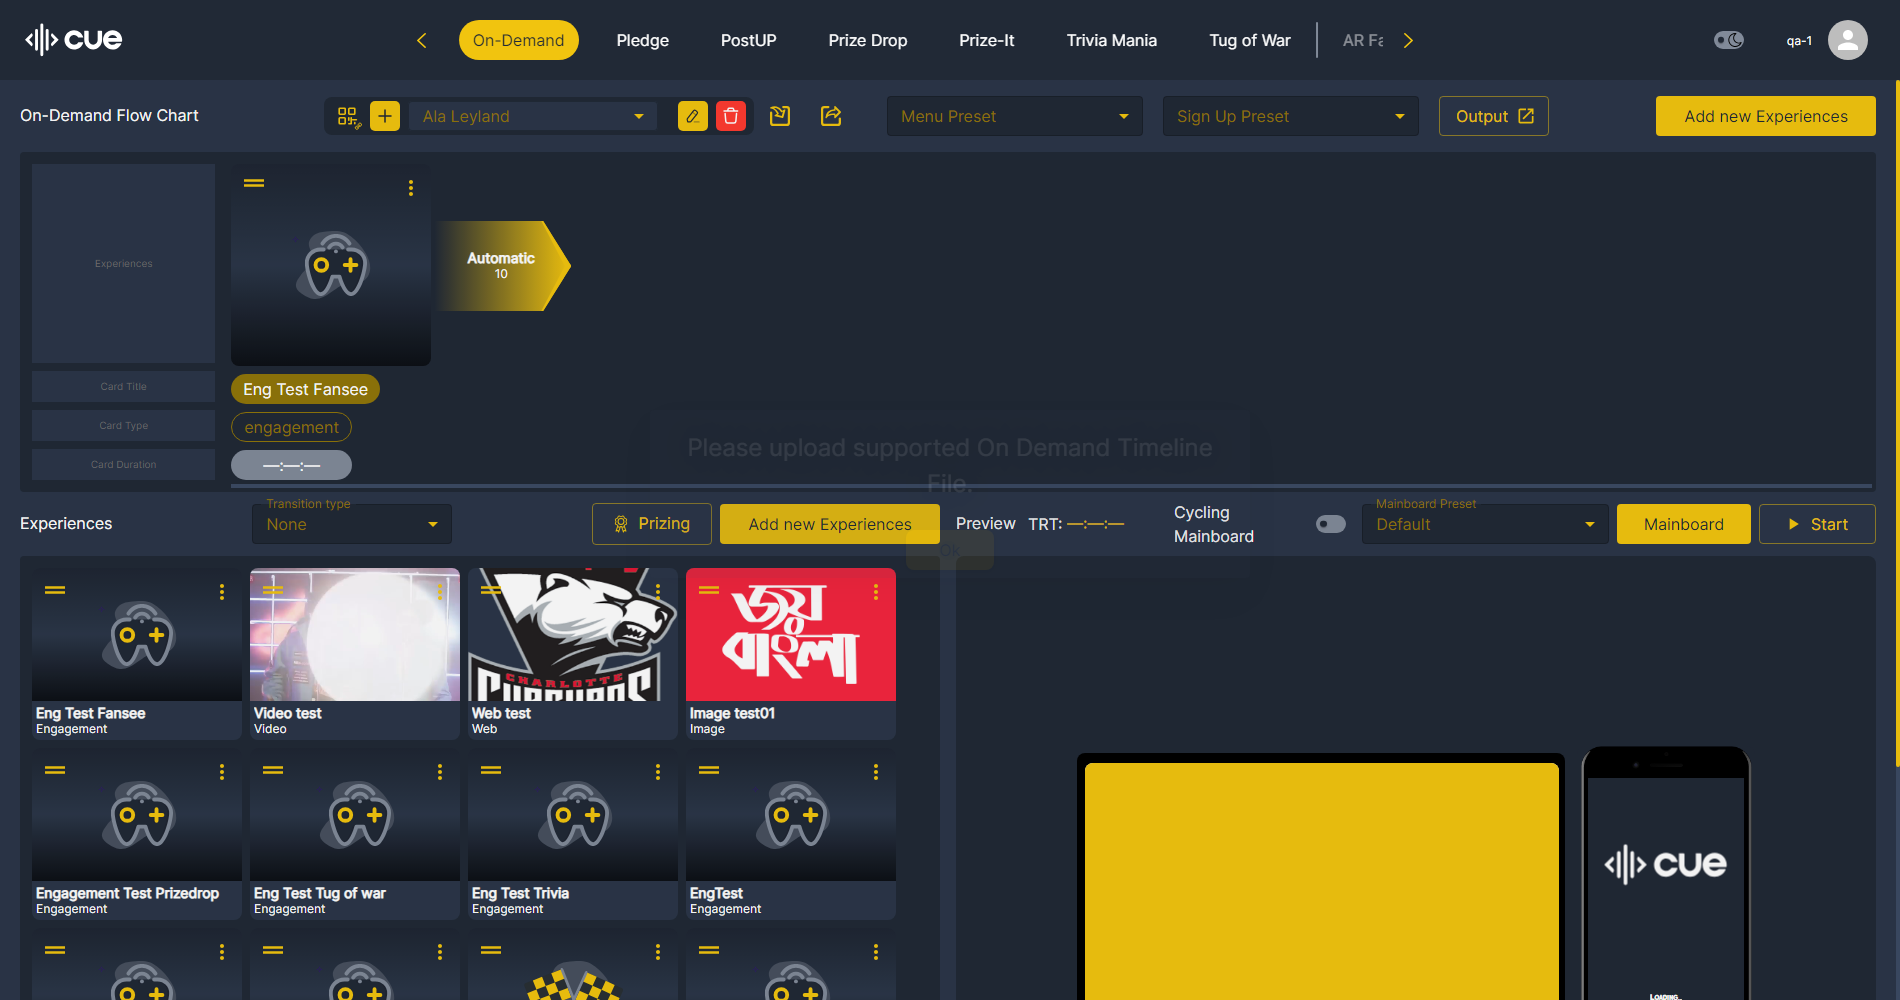 cue
On-Demand
Pledge
PostUP
Prize Drop
Prize-It
Trivia Mania
Tug of War
AR Fa
qa-1
On-Demand Flow Chart
Ala Leyland
Menu Preset
Sign Up Preset
Output
Add new Experiences
Experiences
Automatic
10
Card Title
Eng Test Fansee
Card Type
engagement
Card Duration
—:—:—
Please upload supported On Demand Timeline
File.
Ok
Experiences
Transition type
None
Prizing
Add new Experiences
Preview
TRT: —:—:—
Cycling
Mainboard
Mainboard Preset
Default
Mainboard
Start
CHARLOTTE
জয়
বাংলা
Eng Test Fansee
Engagement
Video test
Video
Web test
Web
Image test01
Image
Engagement Test Prizedrop
Engagement
Eng Test Tug of war
Engagement
Eng Test Trivia
Engagement
EngTest
Engagement
cue
LOADING...